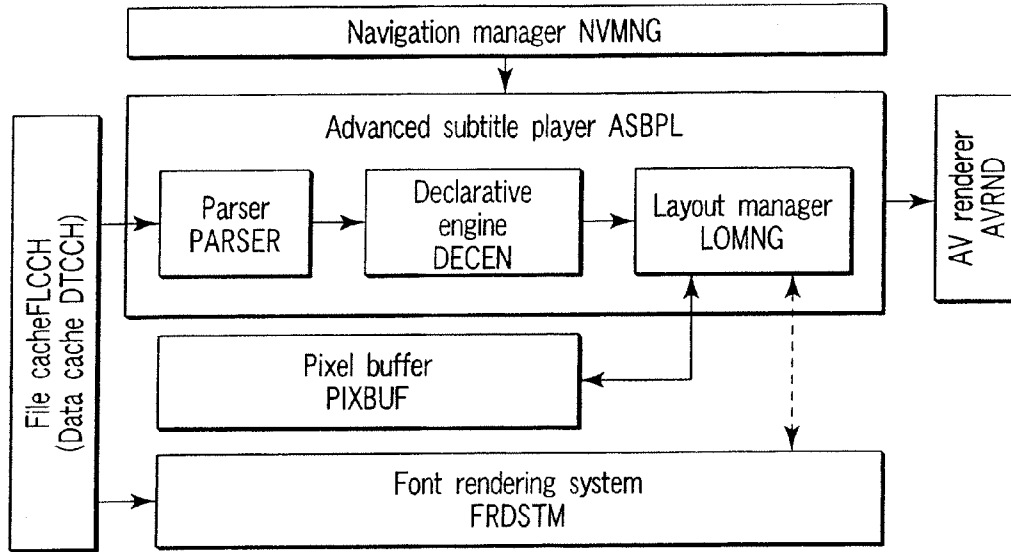 Navigation manager NVMNG
Advanced subtitle player ASBPL
Parser
PARSER
Declarative
engine
DECEN
Layout manager
LOMNG
AV renderer
AVRND
File cacheFLCCH
(Data cache DTCCH)
Pixel buffer
PIXBUF
Font rendering system
FRDSTM